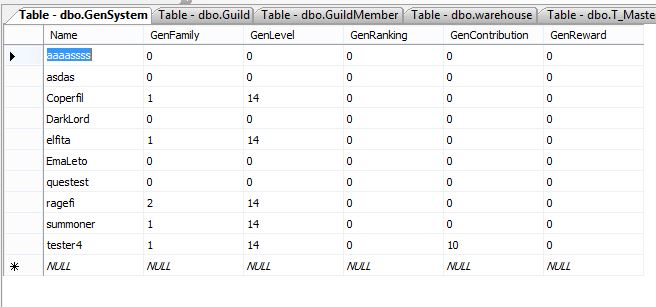 Table - dbo.GenSystem Table - dbo.Guild Table - dbo.GuildMember Table - dbo.warehouse Table - dbo.T_Maste
Name GenFamily GenLevel GenRanking GenContribution GenReward
aaaassss 0 0 0 0 0
asdas 0 0 0 0 0
Coperfil 1 14 0 0 0
DarkLord 0 0 0 0 0
elfita 1 14 0 0 0
EmaLeto 0 0 0 0 0
questest 0 0 0 0 0
ragefi 2 14 0 0 0
summoner 1 14 0 0 0
tester4 1 14 0 10 0
NULL NULL NULL NULL NULL NULL